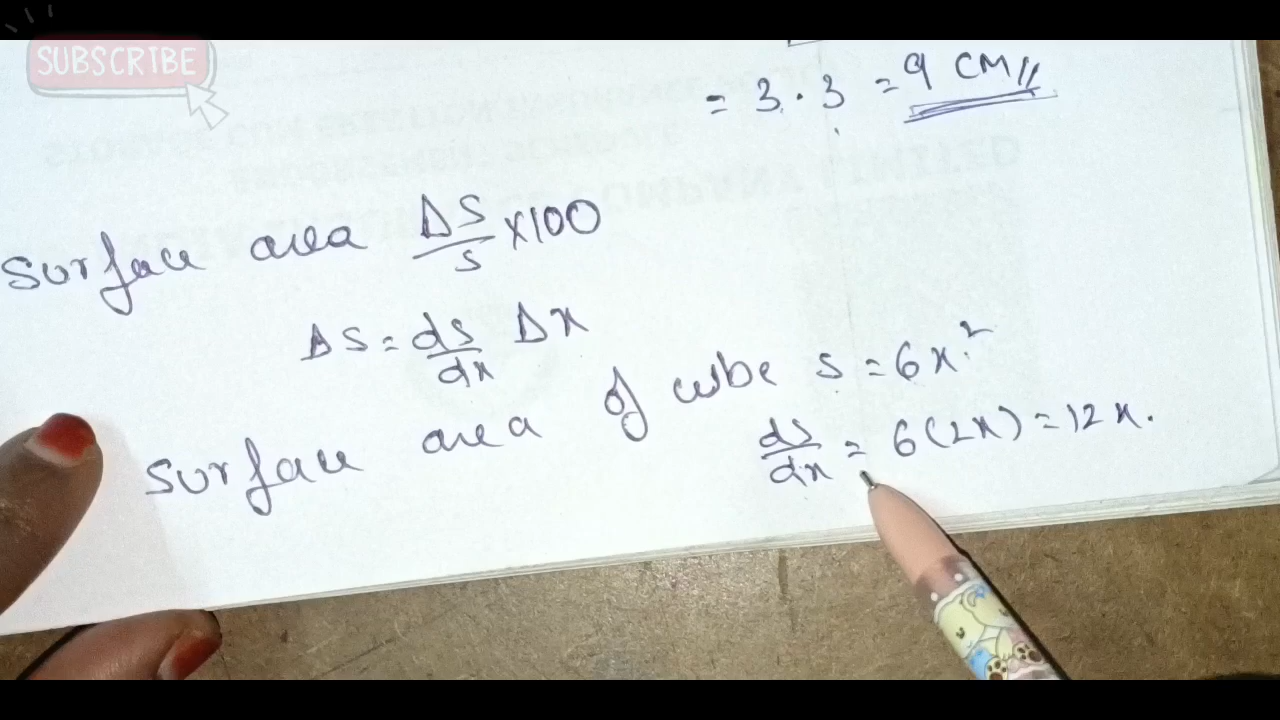 SUBSCRIBE
= 3.3 = 9 CM//
Surface area ΔS/S ×100
ΔS = ds/dx Δx
Surface area of cube S = 6x²
ds/dx = 6(2x) = 12x.